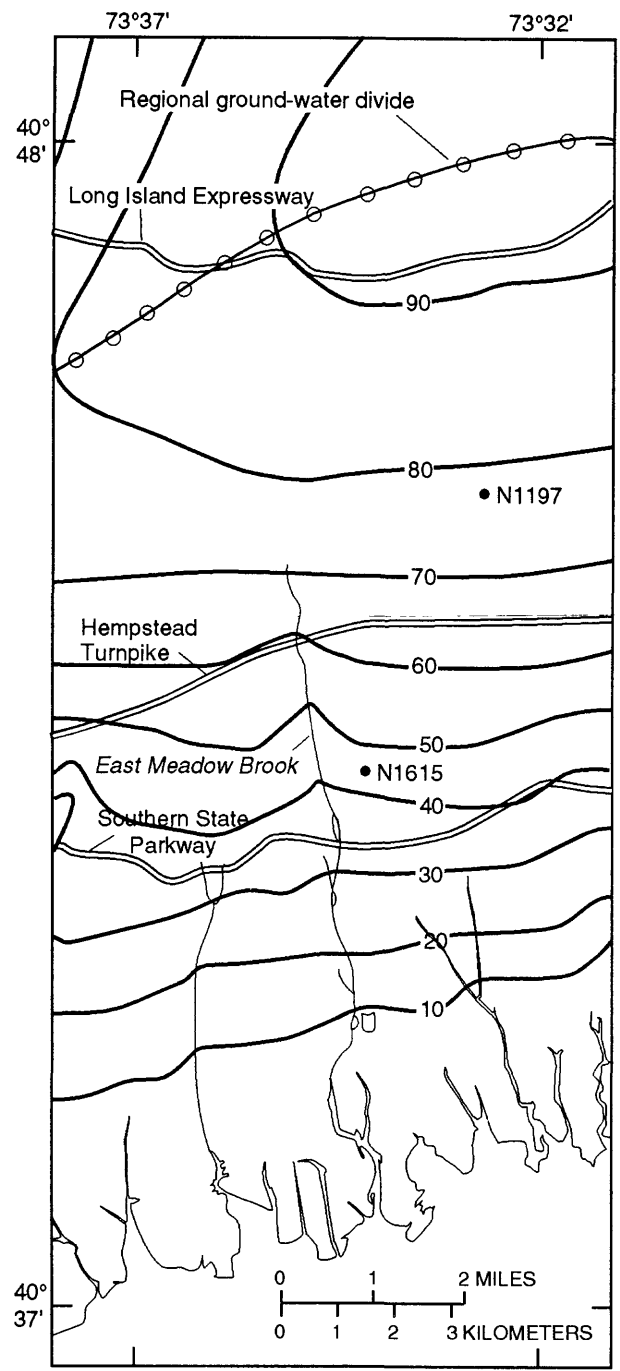 73°37' 73°32'
Regional ground-water divide
40°
48'
Long Island Expressway
90
80
N1197
70
Hempstead
Turnpike
60
50
East Meadow Brook
N1615
40
Southern State
Parkway
30
20
10
0 1 2 MILES
40°
37'
0 1 2 3 KILOMETERS